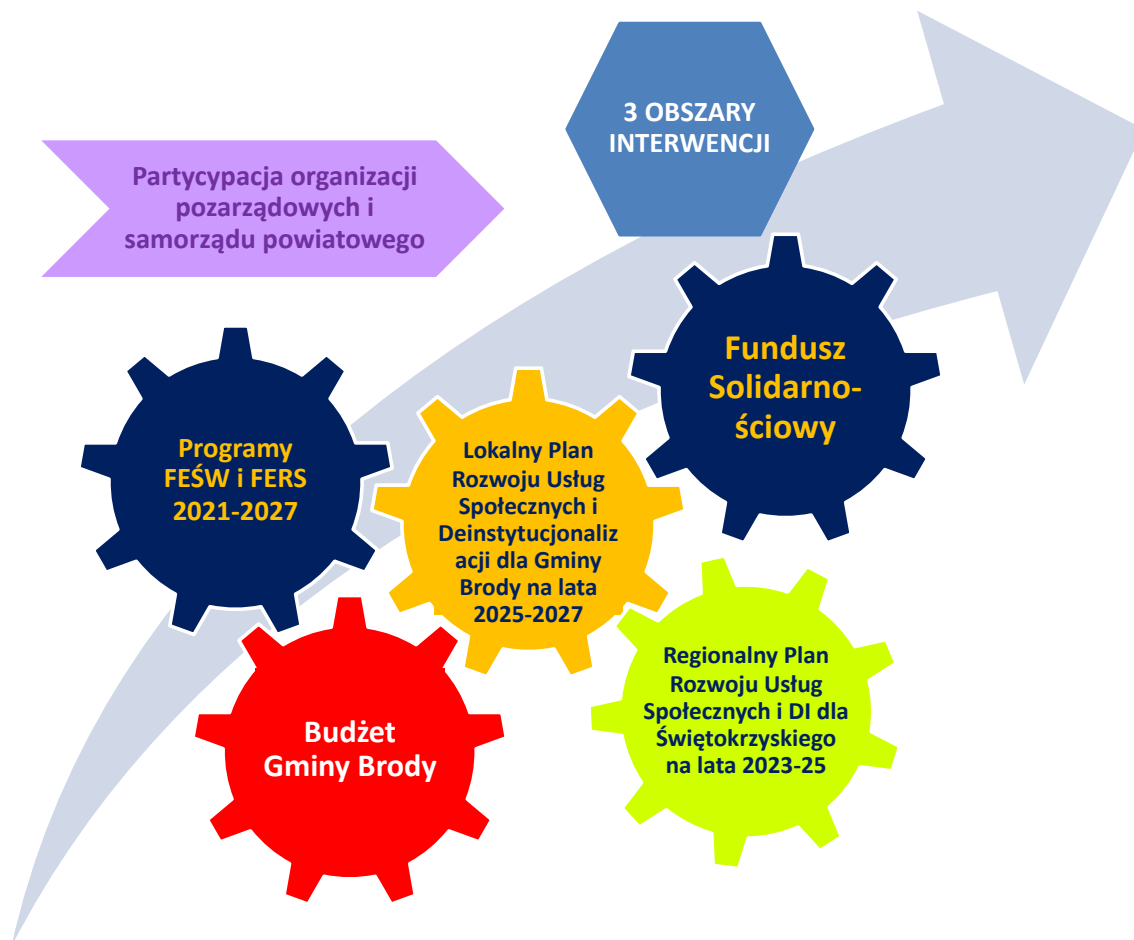 3 OBSZARY
INTERWENCJI
Partycypacja organizacji
pozarządowych i
samorządu powiatowego
Fundusz
Solidarno-
ściowy
Programy
FEŚW i FERS
2021-2027
Lokalny Plan
Rozwoju Usług
Społecznych i
Deinstytucjonaliz
acji dla Gminy
Brody na lata
2025-2027
Regionalny Plan
Rozwoju Usług
Społecznych i DI dla
Świętokrzyskiego
na lata 2023-25
Budżet
Gminy Brody